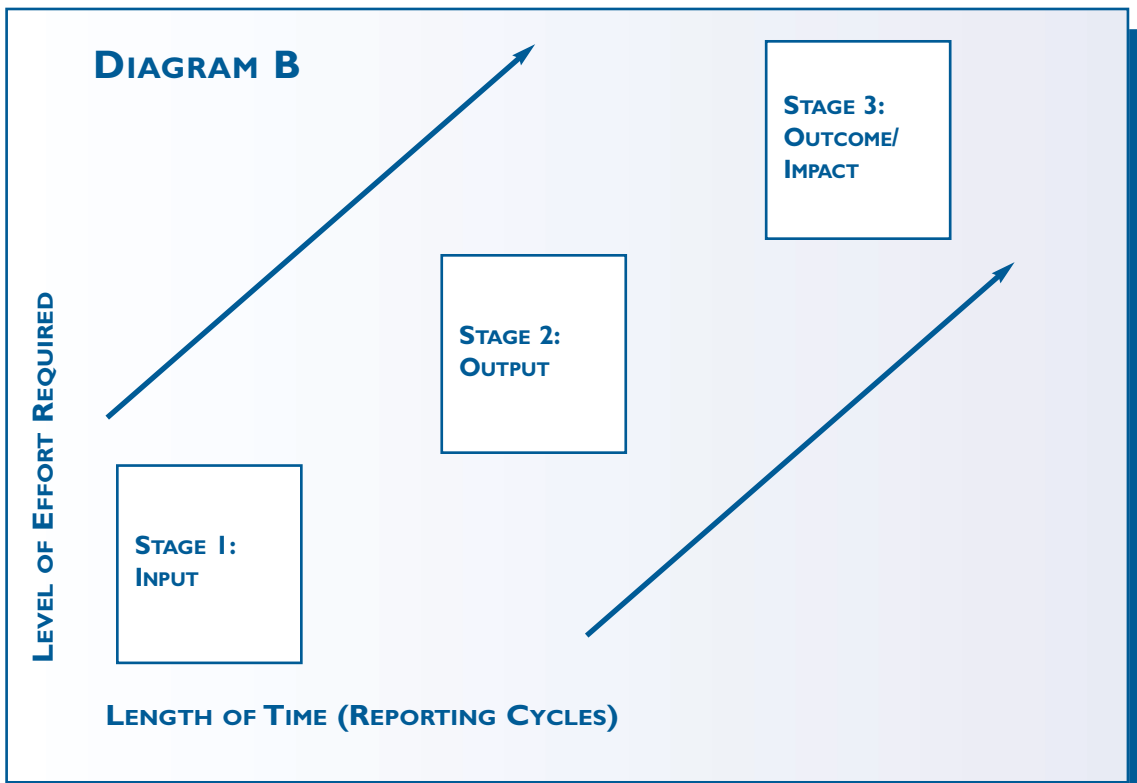 DIAGRAM B
STAGE 3:
OUTCOME/
IMPACT
STAGE 2:
OUTPUT
STAGE 1:
INPUT
LEVEL OF EFFORT REQUIRED
LENGTH OF TIME (REPORTING CYCLES)